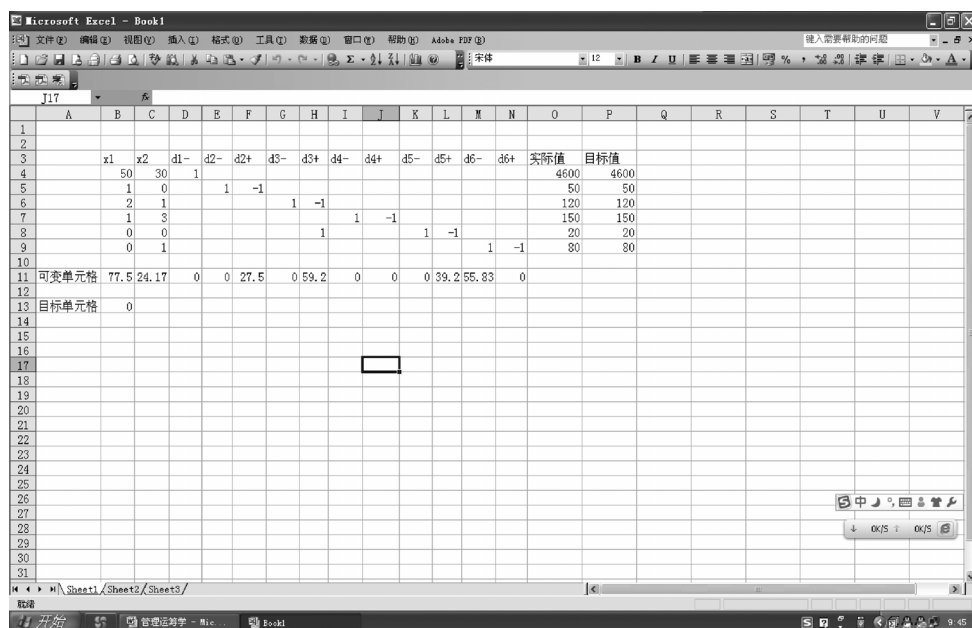 Microsoft Excel - Book1
文件(F) 编辑(E) 视图(V) 插入(I) 格式(O) 工具(T) 数据(D) 窗口(W) 帮助(H) Adobe PDF(B) 键入需要帮助的问题
宋体 12 B I U
J17 fx
A B C D E F G H I J K L M N O P Q R S T U V
1
2
3 x1 x2 d1- d2- d2+ d3- d3+ d4- d4+ d5- d5+ d6- d6+ 实际值 目标值
4 50 30 1 4600 4600
5 1 0 1 -1 50 50
6 2 1 1 -1 120 120
7 1 3 1 -1 150 150
8 0 0 1 1 -1 20 20
9 0 1 1 -1 80 80
10
11 可变单元格 77.5 24.17 0 0 27.5 0 59.2 0 0 0 39.2 55.83 0
12
13 目标单元格 0
14
15
16
17
18
19
20
21
22
23
24
25
26
27
28
29
30
31
中
0K/S 0K/S
Sheet1 Sheet2 Sheet3
就绪
开始 管理运筹学 - Mic... Book1 9:45